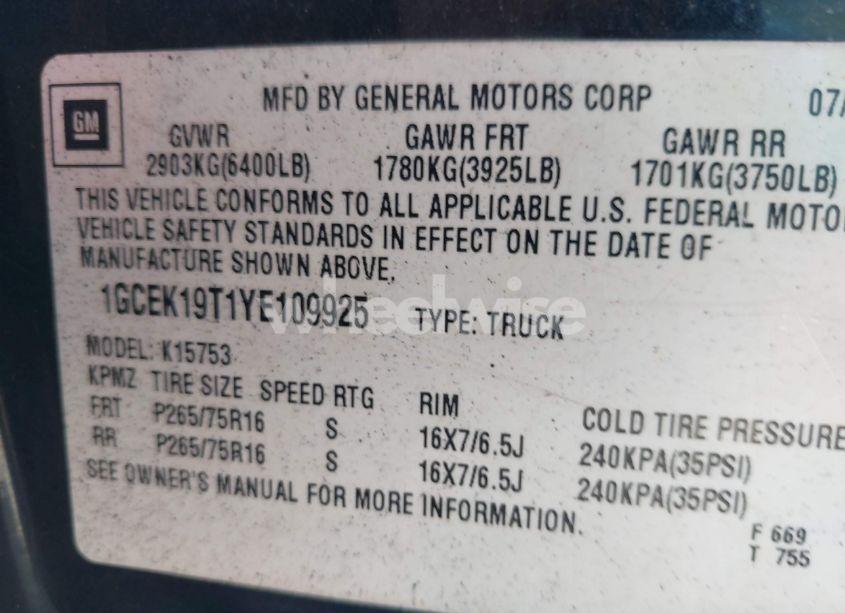 MFD BY GENERAL MOTORS CORP 07/
GM
GVWR GAWR FRT GAWR RR
2903KG(6400LB) 1780KG(3925LB) 1701KG(3750LB)
THIS VEHICLE CONFORMS TO ALL APPLICABLE U.S. FEDERAL MOTO
VEHICLE SAFETY STANDARDS IN EFFECT ON THE DATE OF
MANUFACTURE SHOWN ABOVE.
1GCEK19T1YE109925 TYPE: TRUCK
wheelwise
MODEL: K15753
KPMZ TIRE SIZE SPEED RTG RIM COLD TIRE PRESSURE
FRT P265/75R16 S 16X7/6.5J 240KPA(35PSI)
RR P265/75R16 S 16X7/6.5J 240KPA(35PSI)
SEE OWNER'S MANUAL FOR MORE INFORMATION.
F 669
T 755